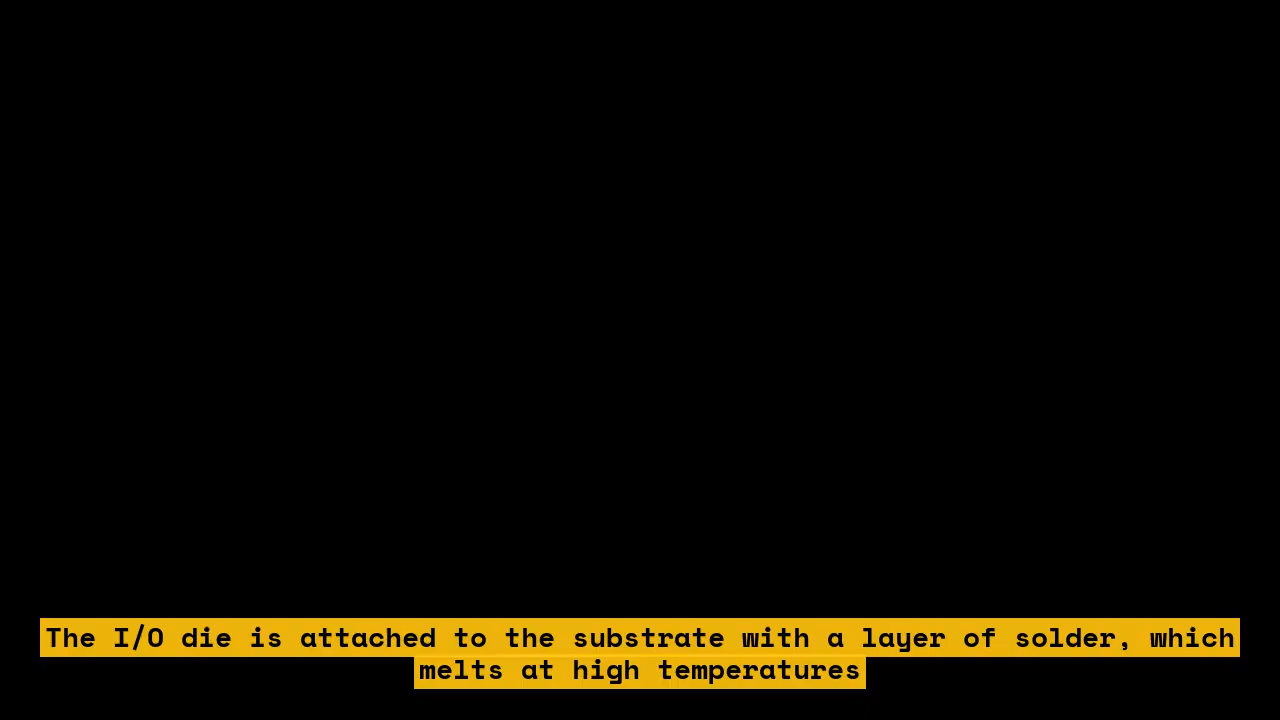 The I/O die is attached to the substrate with a layer of solder, which
melts at high temperatures